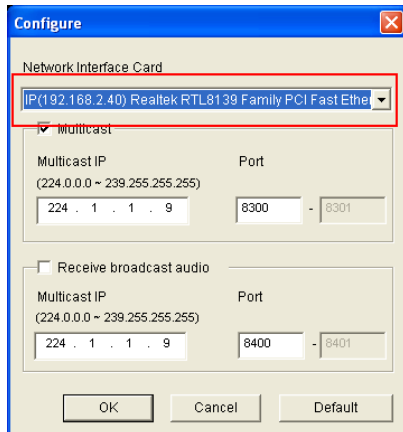 Configure
Network Interface Card
IP(192.168.2.40) Realtek RTL8139 Family PCI Fast Ethe
Multicast
Multicast IP Port
(224.0.0.0 ~ 239.255.255.255)
224 . 1 . 1 . 9 8300 - 8301
Receive broadcast audio
Multicast IP Port
(224.0.0.0 ~ 239.255.255.255)
224 . 1 . 1 . 9 8400 - 8401
OK Cancel Default